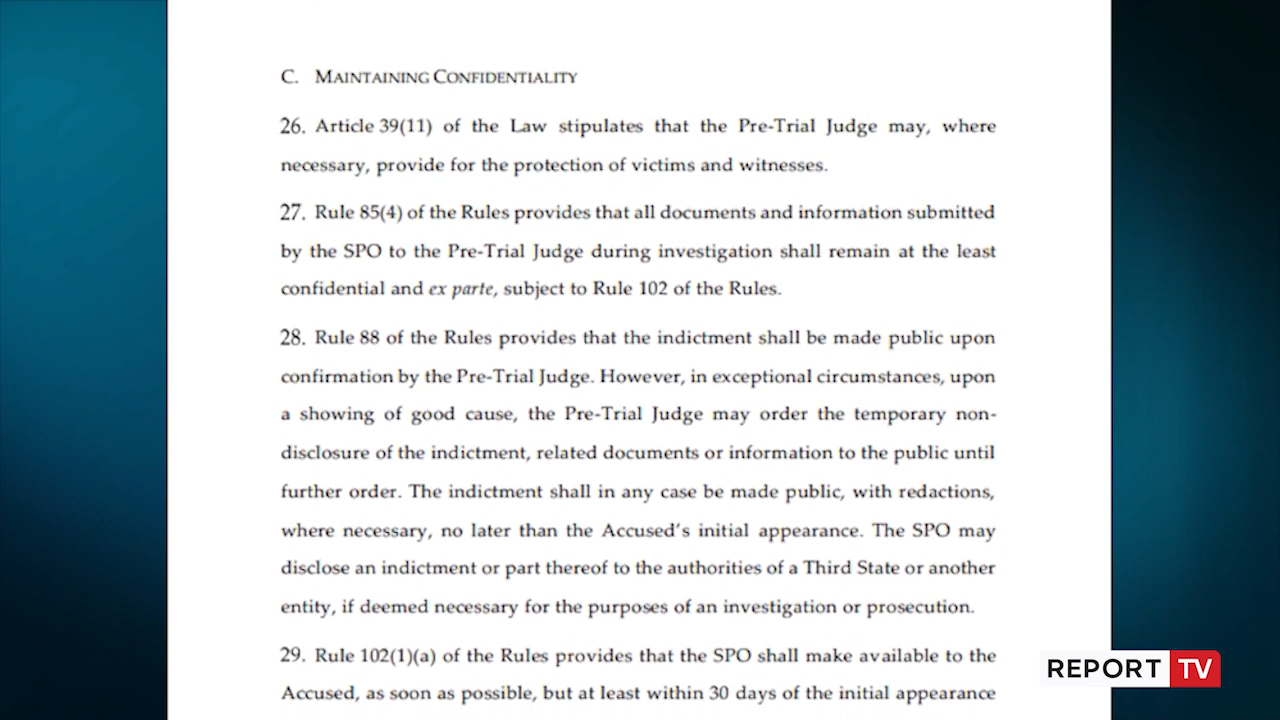 C. MAINTAINING CONFIDENTIALITY
26. Article 39(11) of the Law stipulates that the Pre-Trial Judge may, where
necessary, provide for the protection of victims and witnesses.
27. Rule 85(4) of the Rules provides that all documents and information submitted
by the SPO to the Pre-Trial Judge during investigation shall remain at the least
confidential and ex parte, subject to Rule 102 of the Rules.
28. Rule 88 of the Rules provides that the indictment shall be made public upon
confirmation by the Pre-Trial Judge. However, in exceptional circumstances, upon
a showing of good cause, the Pre-Trial Judge may order the temporary non-
disclosure of the indictment, related documents or information to the public until
further order. The indictment shall in any case be made public, with redactions,
where necessary, no later than the Accused's initial appearance. The SPO may
disclose an indictment or part thereof to the authorities of a Third State or another
entity, if deemed necessary for the purposes of an investigation or prosecution.
29. Rule 102(1)(a) of the Rules provides that the SPO shall make available to the
Accused, as soon as possible, but at least within 30 days of the initial appearance
REPORT TV